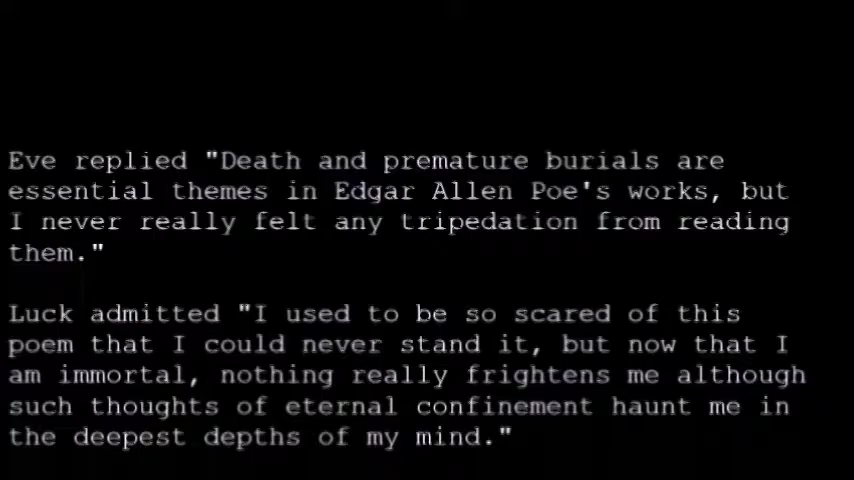 Eve replied "Death and premature burials are
essential themes in Edgar Allen Poe's works, but
I never really felt any tripedation from reading
them."
Luck admitted "I used to be so scared of this
poem that I could never stand it, but now that I
am immortal, nothing really frightens me although
such thoughts of eternal confinement haunt me in
the deepest depths of my mind."